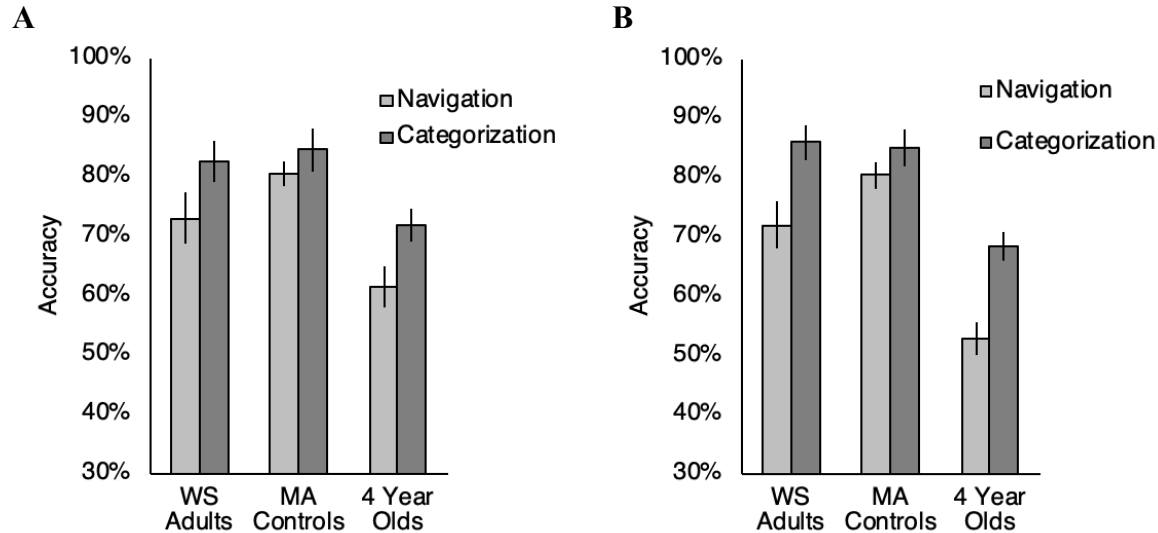 A
100%
90%
80%
70%
60%
50%
40%
30%
Accuracy
Navigation
Categorization
WS
Adults
MA
Controls
4 Year
Olds
B
100%
90%
80%
70%
60%
50%
40%
30%
Accuracy
Navigation
Categorization
WS
Adults
MA
Controls
4 Year
Olds